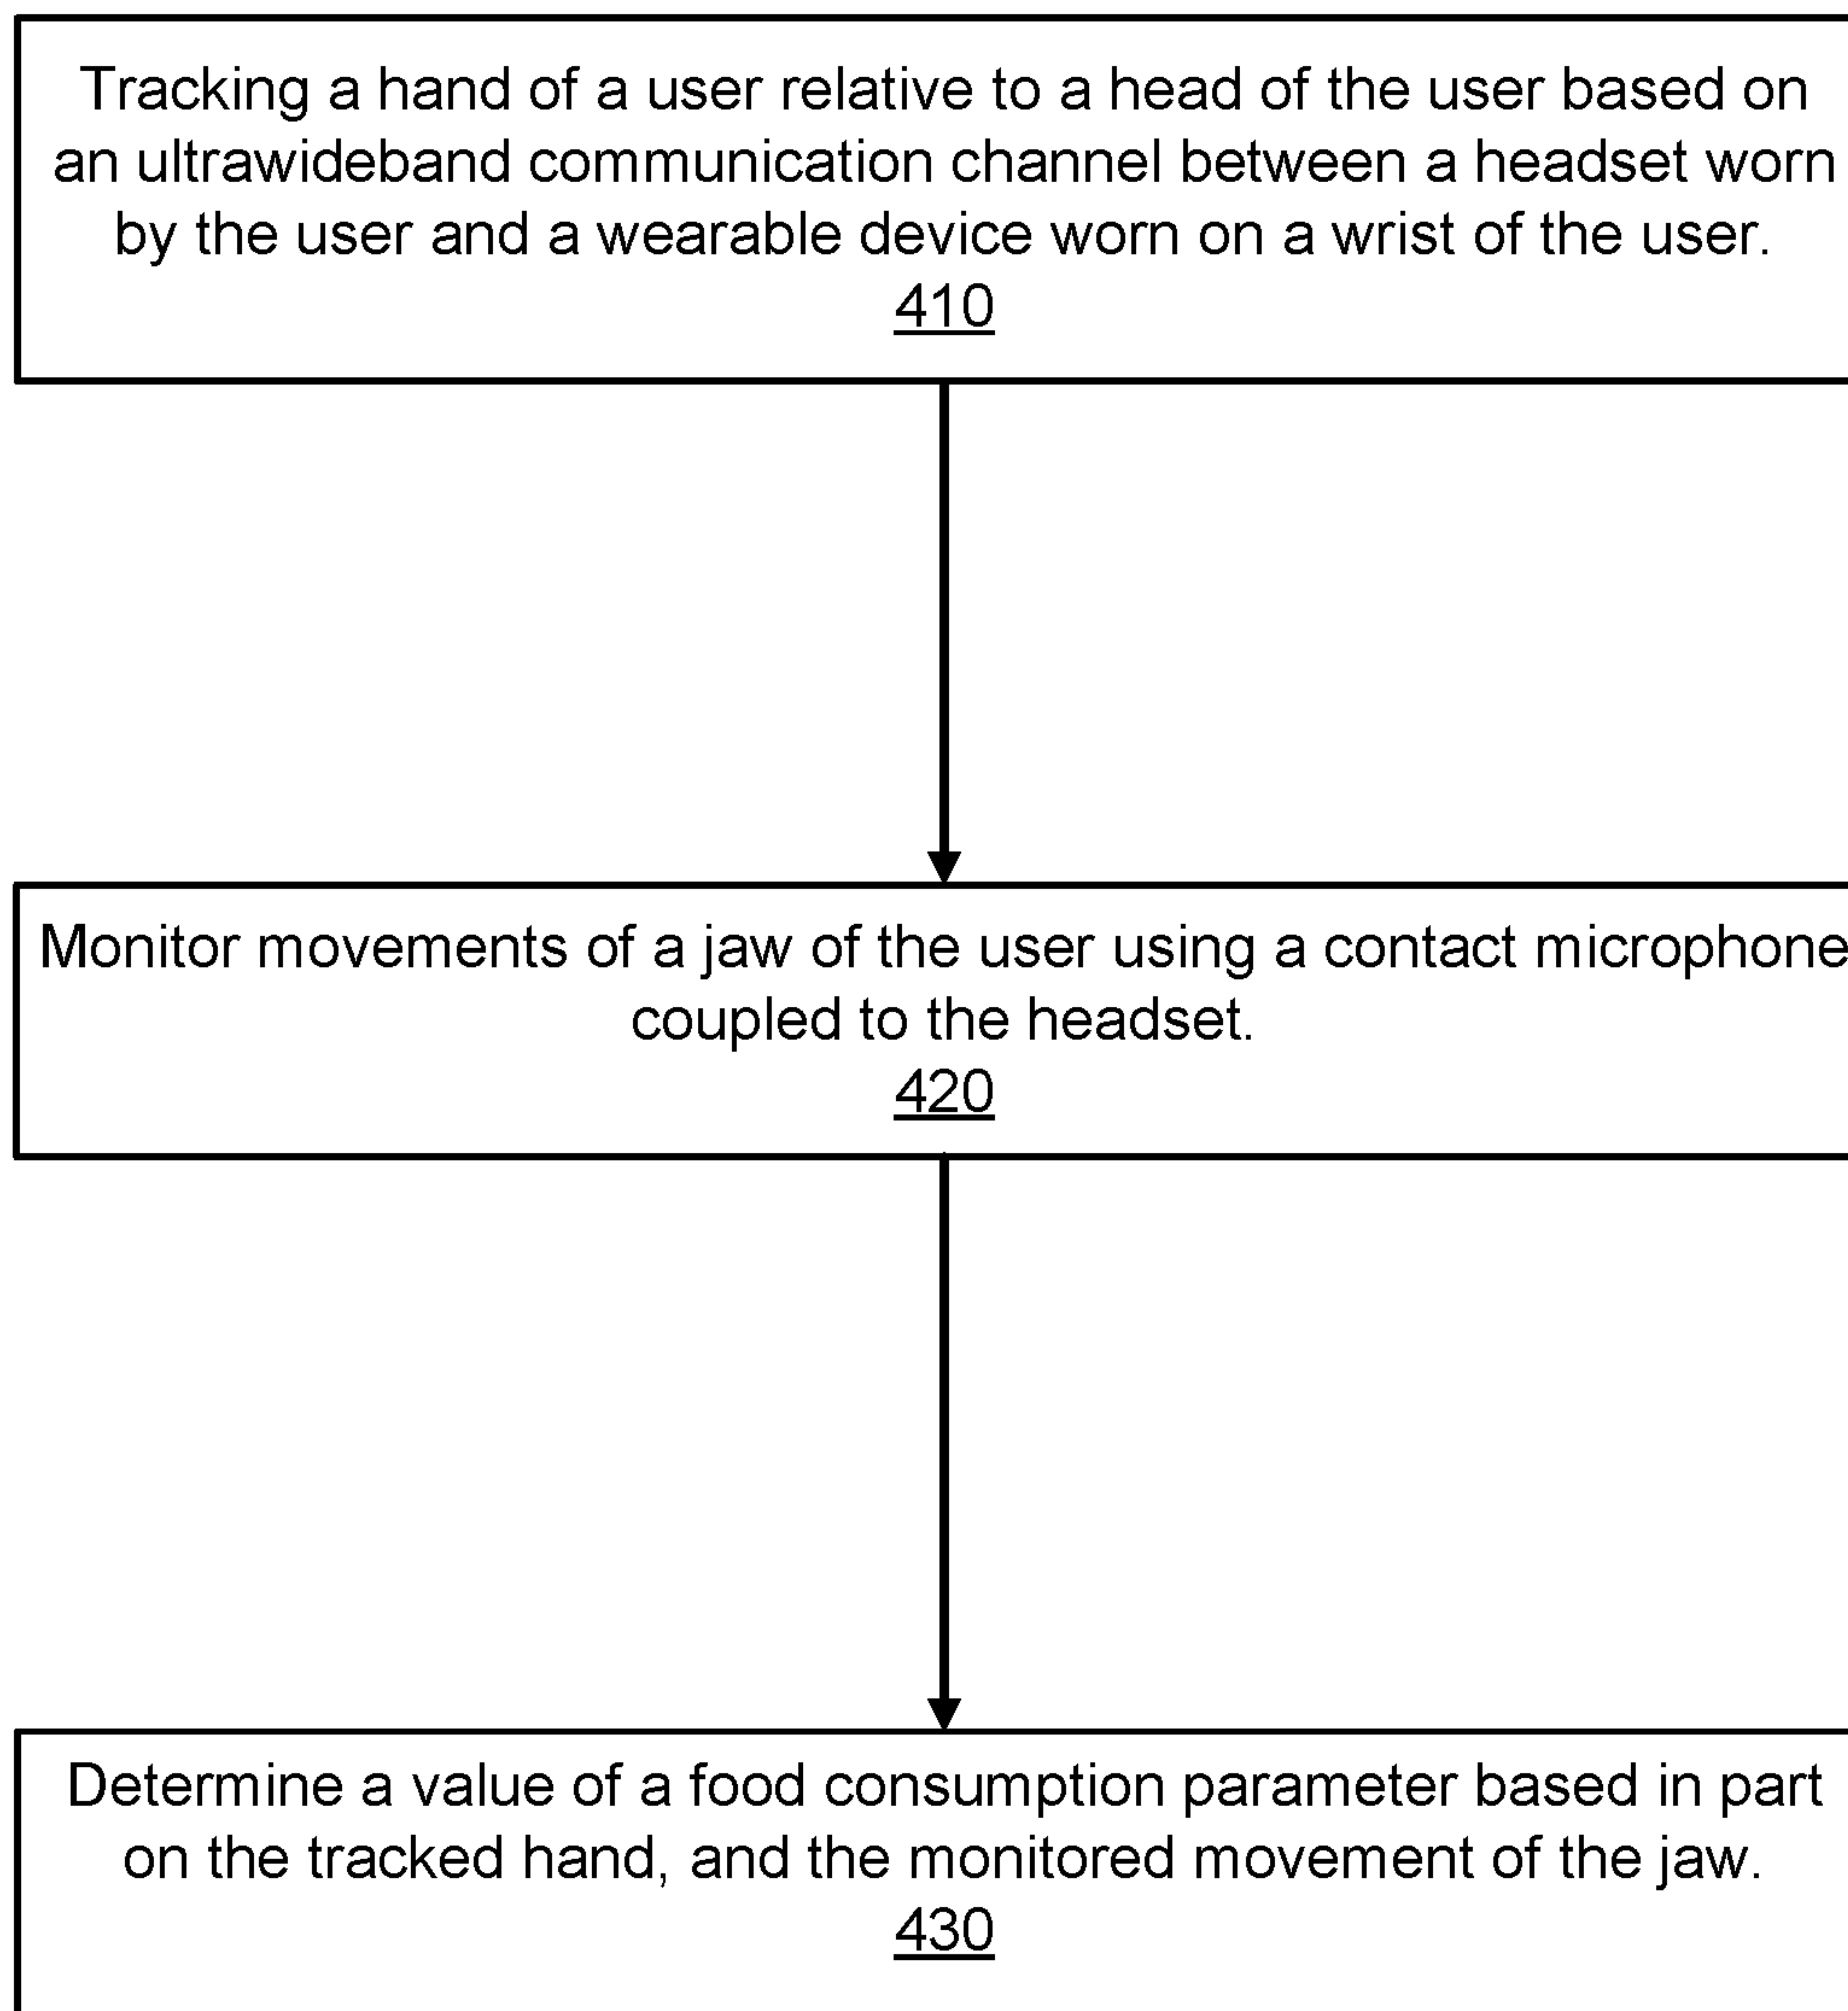 Tracking a hand of a user relative to a head of the user based on
an ultrawideband communication channel between a headset worn
by the user and a wearable device worn on a wrist of the user.
410
Monitor movements of a jaw of the user using a contact microphone
coupled to the headset.
420
Determine a value of a food consumption parameter based in part
on the tracked hand, and the monitored movement of the jaw.
430